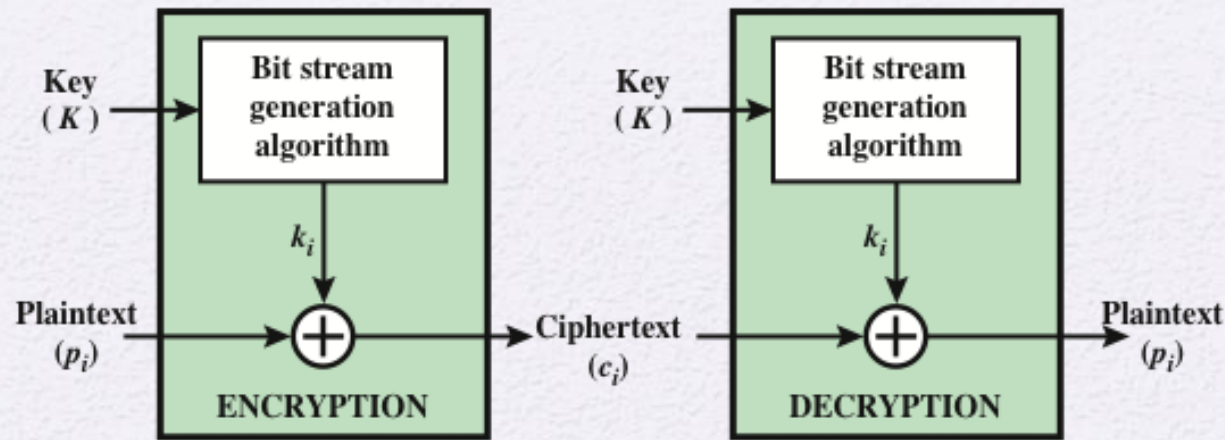 Key
( K )
Bit stream
generation
algorithm
k_i
Plaintext
(p_i)
ENCRYPTION
Ciphertext
(c_i)
Key
( K )
Bit stream
generation
algorithm
k_i
DECRYPTION
Plaintext
(p_i)